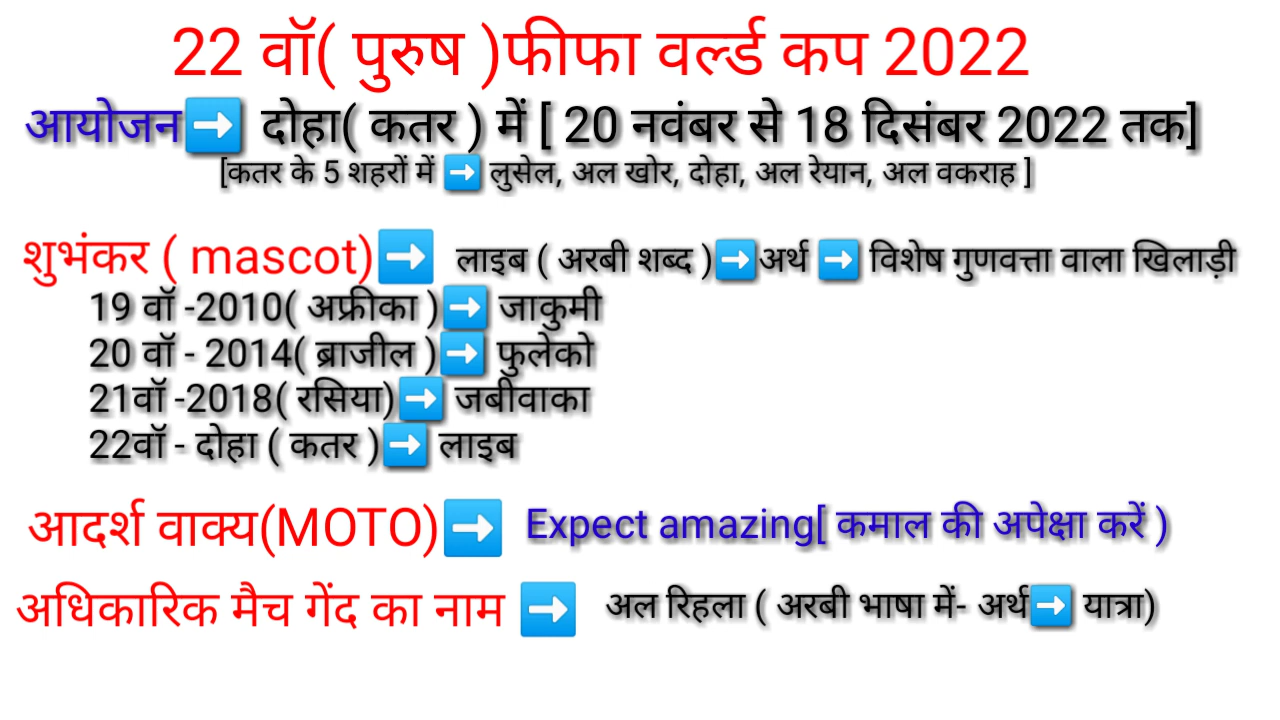 22 वॉ( पुरुष )फीफा वर्ल्ड कप 2022
आयोजन➡️ दोहा( कतर ) में [ 20 नवंबर से 18 दिसंबर 2022 तक]
[कतर के 5 शहरों में ➡️ लुसेल, अल खोर, दोहा, अल रेयान, अल वकराह ]
शुभंकर ( mascot)➡️ लाइब ( अरबी शब्द )➡️अर्थ ➡️ विशेष गुणवत्ता वाला खिलाड़ी
19 वॉ -2010( अफ्रीका )➡️ जाकुमी
20 वॉ - 2014( ब्राजील )➡️ फुलेको
21वॉ -2018( रसिया)➡️ जबीवाका
22वॉ - दोहा ( कतर )➡️ लाइब
आदर्श वाक्य(MOTO)➡️ Expect amazing[ कमाल की अपेक्षा करें )
अधिकारिक मैच गेंद का नाम ➡️ अल रिहला ( अरबी भाषा में- अर्थ➡️ यात्रा)